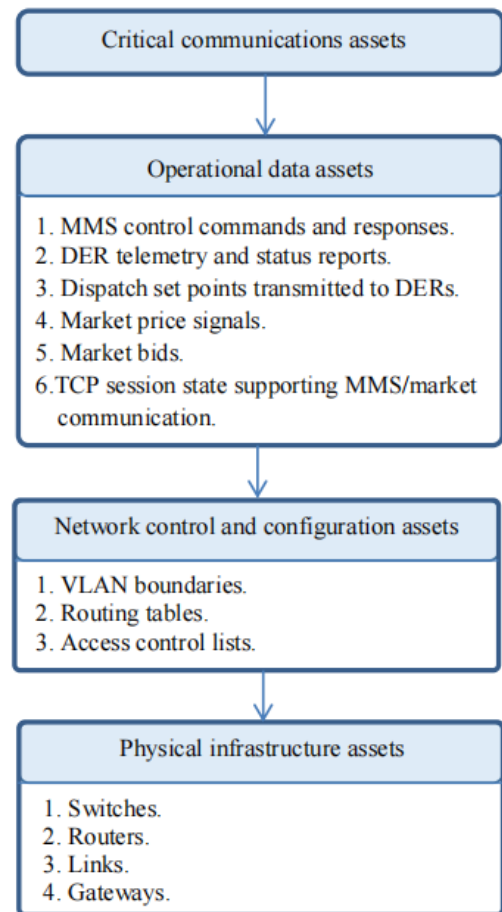 Critical communications assets
Operational data assets
1. MMS control commands and responses.
2. DER telemetry and status reports.
3. Dispatch set points transmitted to DERs.
4. Market price signals.
5. Market bids.
6.TCP session state supporting MMS/market
communication.
Network control and configuration assets
1. VLAN boundaries.
2. Routing tables.
3. Access control lists.
Physical infrastructure assets
1. Switches.
2. Routers.
3. Links.
4. Gateways.